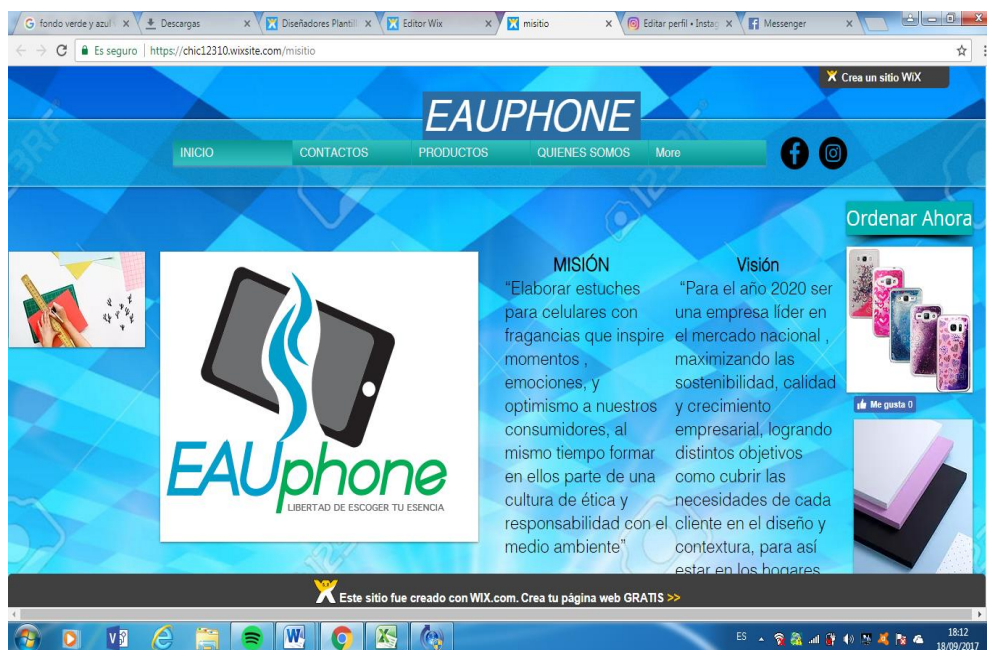 fondo verde y azul
Descargas
Diseñadores Plantill
Editor Wix
misitio
Editar perfil • Instag
Messenger
Es seguro
https://chic12310.wixsite.com/misitio
Crea un sitio WiX
EAUPHONE
INICIO
CONTACTOS
PRODUCTOS
QUIENES SOMOS
More
Ordenar Ahora
EAUphone
LIBERTAD DE ESCOGER TU ESENCIA
MISIÓN
“Elaborar estuches
para celulares con
fragancias que inspire
momentos ,
emociones, y
optimismo a nuestros
consumidores, al
mismo tiempo formar
en ellos parte de una
cultura de ética y
responsabilidad con el
medio ambiente”
Visión
“Para el año 2020 ser
una empresa líder en
el mercado nacional ,
maximizando las
sostenibilidad, calidad
y crecimiento
empresarial, logrando
distintos objetivos
como cubrir las
necesidades de cada
cliente en el diseño y
contextura, para así
estar en los hogares
Me gusta 0
123RF
Este sitio fue creado con WIX.com. Crea tu página web GRATIS >>
ES
18:12
18/09/2017